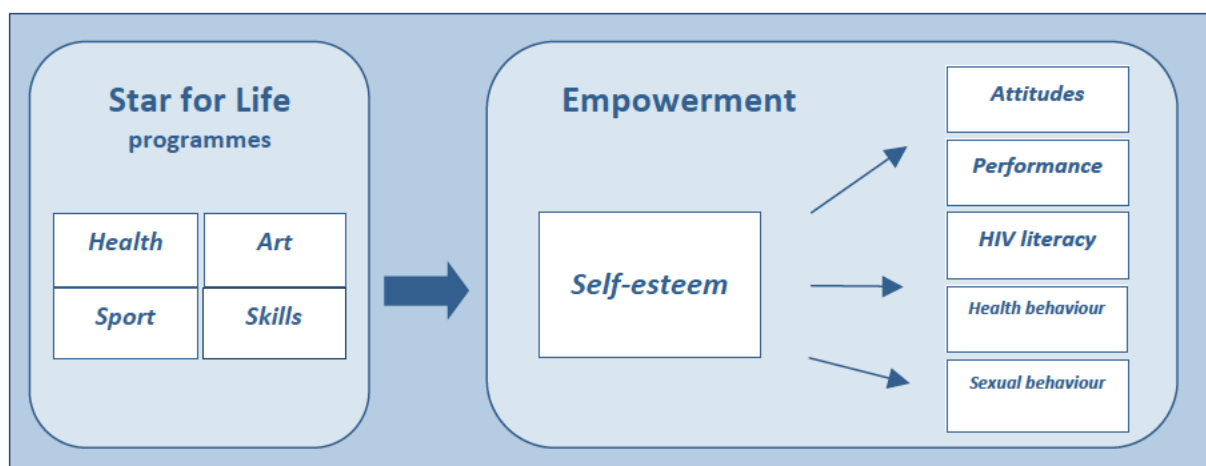 Star for Life
programmes
Health
Art
Sport
Skills
Empowerment
Self-esteem
Attitudes
Performance
HIV literacy
Health behaviour
Sexual behaviour